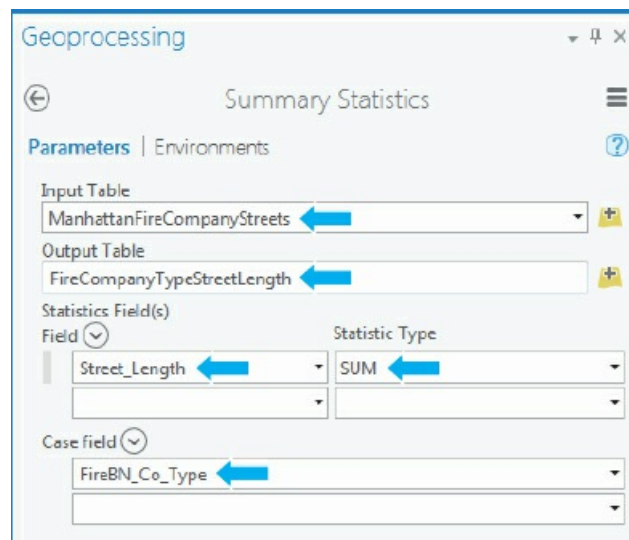 Geoprocessing
Summary Statistics
Parameters | Environments
Input Table
ManhattanFireCompanyStreets
Output Table
FireCompanyTypeStreetLength
Statistics Field(s)
Field Statistic Type
Street_Length SUM
Case field
FireBN_Co_Type